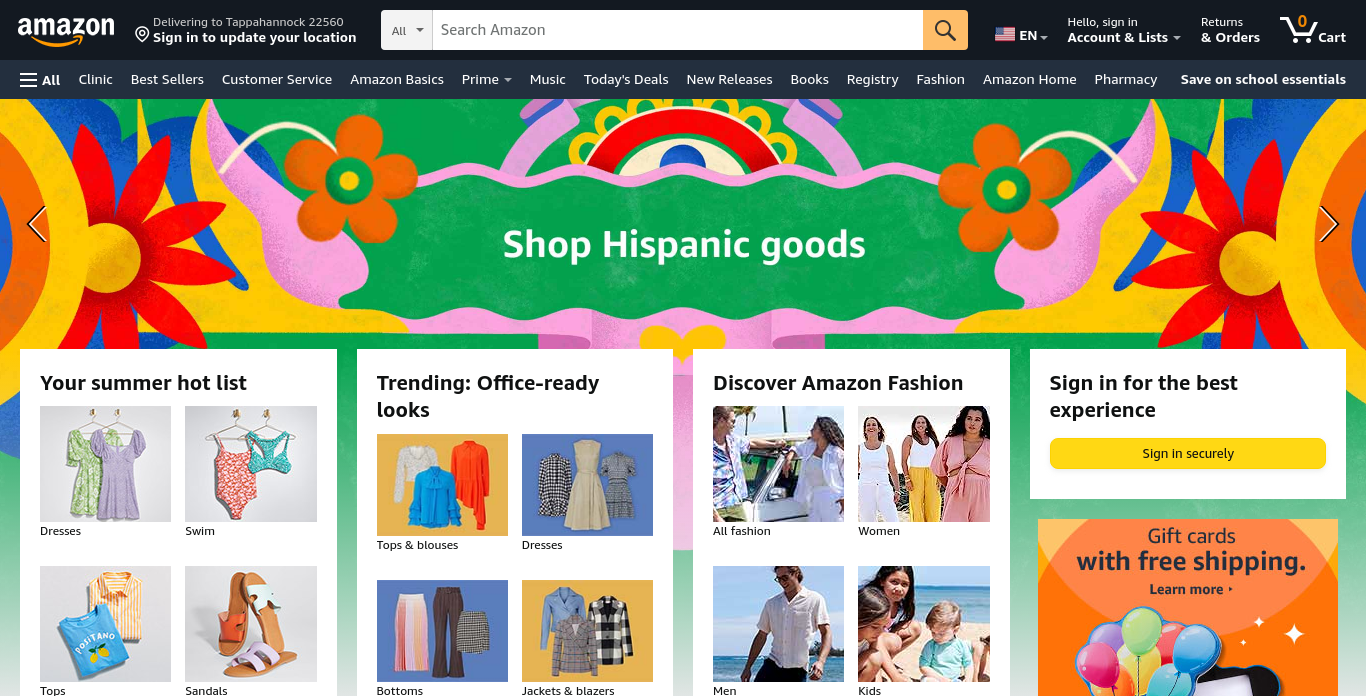 amazon
Delivering to Tappahannock 22560
Sign in to update your location
All
Search Amazon
EN
Hello, sign in
Account & Lists
Returns
& Orders
0
Cart
All
Clinic
Best Sellers
Customer Service
Amazon Basics
Prime
Music
Today's Deals
New Releases
Books
Registry
Fashion
Amazon Home
Pharmacy
Save on school essentials
Shop Hispanic goods
Your summer hot list
Dresses
Swim
POSITANO
Tops
Sandals
Trending: Office-ready
looks
Tops & blouses
Dresses
Bottoms
Jackets & blazers
Discover Amazon Fashion
All fashion
Women
Men
Kids
Sign in for the best
experience
Sign in securely
Gift cards
with free shipping.
Learn more